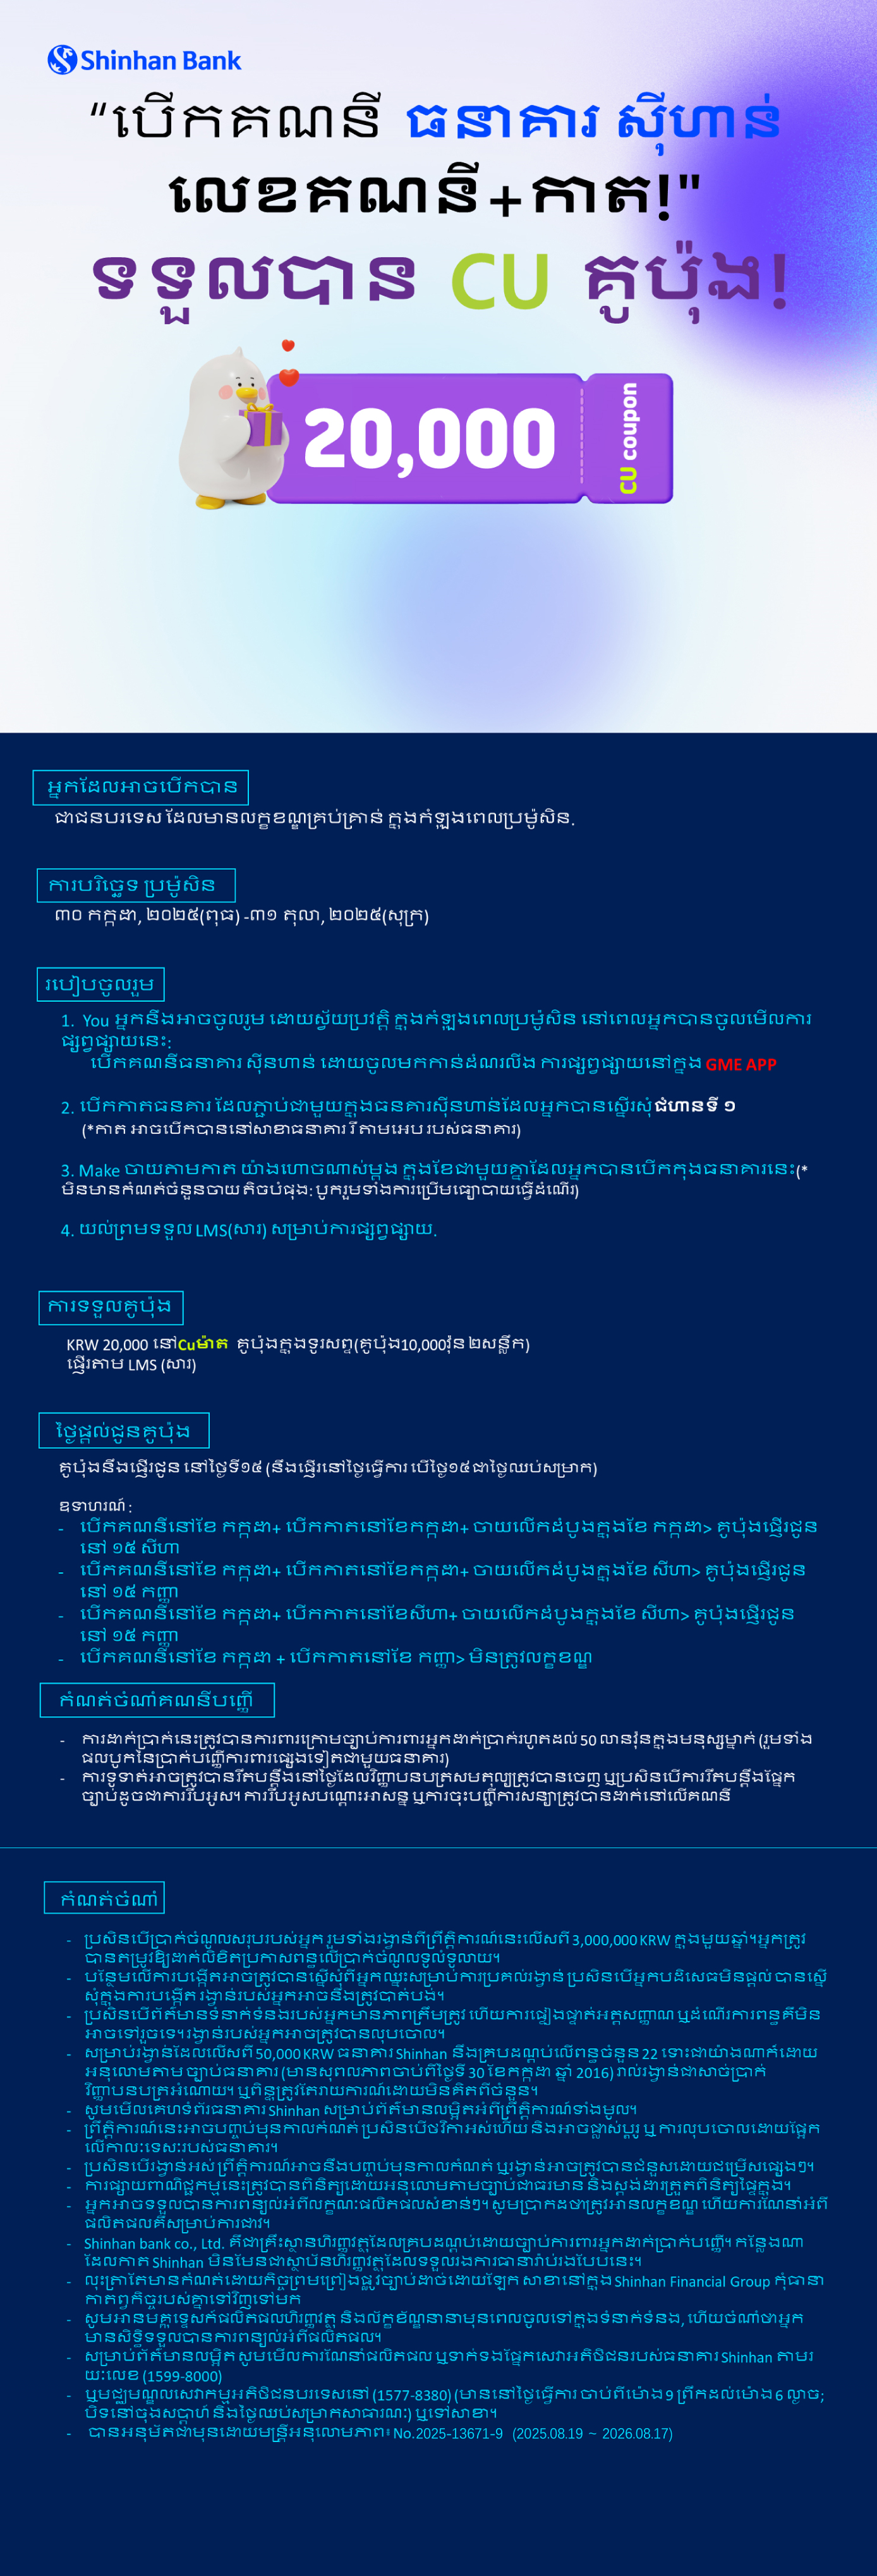 Shinhan Bank
“បើកគណនី ធនាគារ ស៊ីហាន់
លេខគណនី+កាត!"
ទទួលបាន CU គូប៉ុង!
20,000
CU coupon
អ្នកដែលអាចបើកបាន
ជាជនបរទេស ដែលមានលក្ខខណ្ឌគ្រប់គ្រាន់ ក្នុងកំឡុងពេលប្រម៉ូសិន.
ការបរិច្ឆេទ ប្រម៉ូសិន
៣០ កក្កដា, ២០២៥(ពុធ) -៣១ តុលា, ២០២៥(សុក្រ)
របៀបចូលរួម
1. You អ្នកនឹងអាចចូលរួម ដោយស្វ័យប្រវត្តិ ក្នុងកំឡុងពេលប្រម៉ូសិន នៅពេលអ្នកបានចូលមើលការ
ផ្សព្វផ្សាយនេះ:
បើកគណនីធនាគារ ស៊ីនហាន់ ដោយចូលមកកាន់ដំណរលីង ការផ្សព្វផ្សាយនៅក្នុង GME APP
2. បើកកាតធនគារ ដែលភ្ជាប់ជាមួយក្នុងធនគារស៊ីនហាន់ដែលអ្នកបានស្នើរសុំជំហានទី ១
(*កាត អាចបើកបាននៅសាខាធនាគារ រឺតាមអេប របស់ធនាគារ)
3. Make ចាយតាមកាត យ៉ាងហោចណាស់ម្តង ក្នុងខែជាមួយគ្នាដែលអ្នកបានបើកកុងធនាគារនេះ(*
មិនមានកំណត់ចំនួនចាយតិចបំផុង: បូករួមទាំងការប្រើមធ្យោបាយធ្វើដំណើរ)
4. យល់ព្រមទទួល LMS(សារ) សម្រាប់ការផ្សព្វផ្សាយ.
ការទទួលគូប៉ុង
KRW 20,000 នៅCuម៉ាត គូប៉ុងក្នុងទូរសព្ទ(គូប៉ុង10,000វ៉ុន ២សន្លឹក)
ផ្ញើរតាម LMS (សារ)
ថ្ងៃផ្តល់ជូនគូប៉ុង
គូប៉ុងនឹងផ្ញើរជូន នៅថ្ងៃទី១៥ (នឹងផ្ញើរនៅថ្ងៃធ្វើការ បើថ្ងៃ១៥ជាថ្ងៃឈប់សម្រាក)
ឧទាហរណ៍ :
- បើកគណនីនៅខែ កក្កដា+ បើកកាតនៅខែកក្កដា+ ចាយលើកដំបូងក្នុងខែ កក្កដា> គូប៉ុងផ្ញើរជូន
នៅ ១៥ សីហា
- បើកគណនីនៅខែ កក្កដា+ បើកកាតនៅខែកក្កដា+ ចាយលើកដំបូងក្នុងខែ សីហា> គូប៉ុងផ្ញើរជូន
នៅ ១៥ កញ្ញា
- បើកគណនីនៅខែ កក្កដា+ បើកកាតនៅខែសីហា+ ចាយលើកដំបូងក្នុងខែ សីហា> គូប៉ុងផ្ញើរជូន
នៅ ១៥ កញ្ញា
- បើកគណនីនៅខែ កក្កដា + បើកកាតនៅខែ កញ្ញា> មិនត្រូវលក្ខខណ្ឌ
កំណត់ចំណាំគណនីបញ្ញើ
- ការដាក់ប្រាក់នេះត្រូវបានការពារក្រោមច្បាប់ការពារអ្នកដាក់ប្រាក់រហូតដល់ 50 លានវ៉ុនក្នុងមនុស្សម្នាក់ (រួមទាំង
ផលបូកនៃប្រាក់បញ្ញើការពារផ្សេងទៀតជាមួយធនាគារ)
- ការទូទាត់អាចត្រូវបានរឹតបន្តឹងនៅថ្ងៃដែលវិញ្ញាបនបត្រសមតុល្យត្រូវបានចេញ ឬប្រសិនបើការរឹតបន្តឹងផ្នែក
ច្បាប់ដូចជាការរឹបអូស។ ការរឹបអូសបណ្តោះអាសន្ន ឬការចុះបញ្ជីការសន្យាត្រូវបានដាក់នៅលើគណនី
កំណត់ចំណាំ
- ប្រសិនបើប្រាក់ចំណូលសរុបរបស់អ្នក រួមទាំងរង្វាន់ពីព្រឹត្តិការណ៍នេះលើសពី 3,000,000 KRW ក្នុងមួយឆ្នាំ។អ្នកត្រូវ
បានតម្រូវឱ្យដាក់លិខិតប្រកាសពន្ធលើប្រាក់ចំណូលទូលំទូលាយ។
- បន្ថែមលើការបង្កើតអាចត្រូវបានស្នើសុំពីអ្នកឈ្នះសម្រាប់ការប្រគល់រង្វាន់ ប្រសិនបើអ្នកបដិសេធមិនផ្តល់ បានស្នើ
សុំក្នុងការបង្កើត រង្វាន់របស់អ្នកអាចនឹងត្រូវបាត់បង់។
- ប្រសិនបើព័ត៌មានទំនាក់ទំនងរបស់អ្នកមានភាពត្រឹមត្រូវ ហើយការផ្ទៀងផ្ទាត់អត្តសញ្ញាណ ឬដំណើរការពន្ធគឺមិន
អាចទៅរួចទេ។ រង្វាន់របស់អ្នកអាចត្រូវបានលុបចោល។
- សម្រាប់រង្វាន់ដែលលើសពី 50,000 KRW ធនាគារ Shinhan នឹងគ្របដណ្តប់លើពន្ធចំនួន 22 ទោះជាយ៉ាងណាក៏ដោយ
អនុលោមតាម ច្បាប់ធនាគារ (មានសុពលភាពចាប់ពីថ្ងៃទី 30 ខែកក្កដា ឆ្នាំ 2016) រាល់រង្វាន់ជាសាច់ប្រាក់
វិញ្ញាបនបត្រអំណោយ។ ឬពិន្ទុត្រូវតែរាយការណ៍ដោយមិនគិតពីចំនួន។
- សូមមើលគេហទំព័រធនាគារ Shinhan សម្រាប់ព័ត៌មានលម្អិតអំពីព្រឹត្តិការណ៍ទាំងមូល។
- ព្រឹត្តិការណ៍នេះអាចបញ្ចប់មុនកាលកំណត់ ប្រសិនបើថវិកាអស់ហើយ និងអាចផ្លាស់ប្តូរ ឬ ការលុបចោលដោយផ្អែក
លើកាលៈទេសៈរបស់ធនាគារ។
- ប្រសិនបើរង្វាន់អស់ ព្រឹត្តិការណ៍អាចនឹងបញ្ចប់មុនកាលកំណត់ ឬរង្វាន់អាចត្រូវបានជំនួសដោយជម្រើសផ្សេងៗ។
- ការផ្សាយពាណិជ្ជកម្មនេះត្រូវបានពិនិត្យដោយអនុលោមតាមច្បាប់ជាធរមាន និងស្តង់ដារត្រួតពិនិត្យផ្ទៃក្នុង។
- អ្នកអាចទទួលបានការពន្យល់អំពីលក្ខណៈផលិតផលសំខាន់ៗ។ សូមប្រាកដថាត្រូវអានលក្ខខណ្ឌ ហើយការណែនាំអំពី
ផលិតផលគឺសម្រាប់ការជាវ។
- Shinhan bank co., Ltd. គឺជាគ្រឹះស្ថានហិរញ្ញវត្ថុដែលគ្របដណ្តប់ដោយច្បាប់ការពារអ្នកដាក់ប្រាក់បញ្ញើ។ កន្លែងណា
ដែលកាត Shinhan មិនមែនជាស្ថាប័នហិរញ្ញវត្ថុដែលទទួលរងការធានារ៉ាប់រងបែបនេះ។
- លុះត្រាតែមានកំណត់ដោយកិច្ចព្រមព្រៀងផ្លូវច្បាប់ដាច់ដោយឡែក សាខានៅក្នុង Shinhan Financial Group កុំធានា
កាតព្វកិច្ចរបស់គ្នាទៅវិញទៅមក
- សូមអានមគ្គុទ្ទេសក៍ផលិតផលហិរញ្ញវត្ថុ និងលក្ខខ័ណ្ឌនានាមុនពេលចូលទៅក្នុងទំនាក់ទំនង, ហើយចំណាំថាអ្នក
មានសិទ្ធិទទួលបានការពន្យល់អំពីផលិតផល។
- សម្រាប់ព័ត៌មានលម្អិត សូមមើលការណែនាំផលិតផល ឬទាក់ទងផ្នែកសេវាអតិថិជនរបស់ធនាគារ Shinhan តាមរ
យៈលេខ (1599-8000)
- ឬមជ្ឈមណ្ឌលសេវាកម្មអតិថិជនបរទេសនៅ (1577-8380) (មាននៅថ្ងៃធ្វើការ ចាប់ពីម៉ោង 9 ព្រឹកដល់ម៉ោង 6 ល្ងាច;
បិទនៅចុងសប្តាហ៍ និងថ្ងៃឈប់សម្រាកសាធារណៈ) ឬទៅសាខា។
- បានអនុម័តជាមុនដោយមន្ត្រីអនុលោមភាព៖ No.2025-13671-9 (2025.08.19 ~ 2026.08.17)